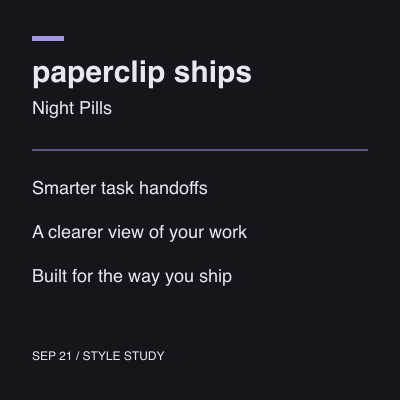 paperclip ships
Night Pills
Smarter task handoffs
A clearer view of your work
Built for the way you ship
SEP 21 / STYLE STUDY